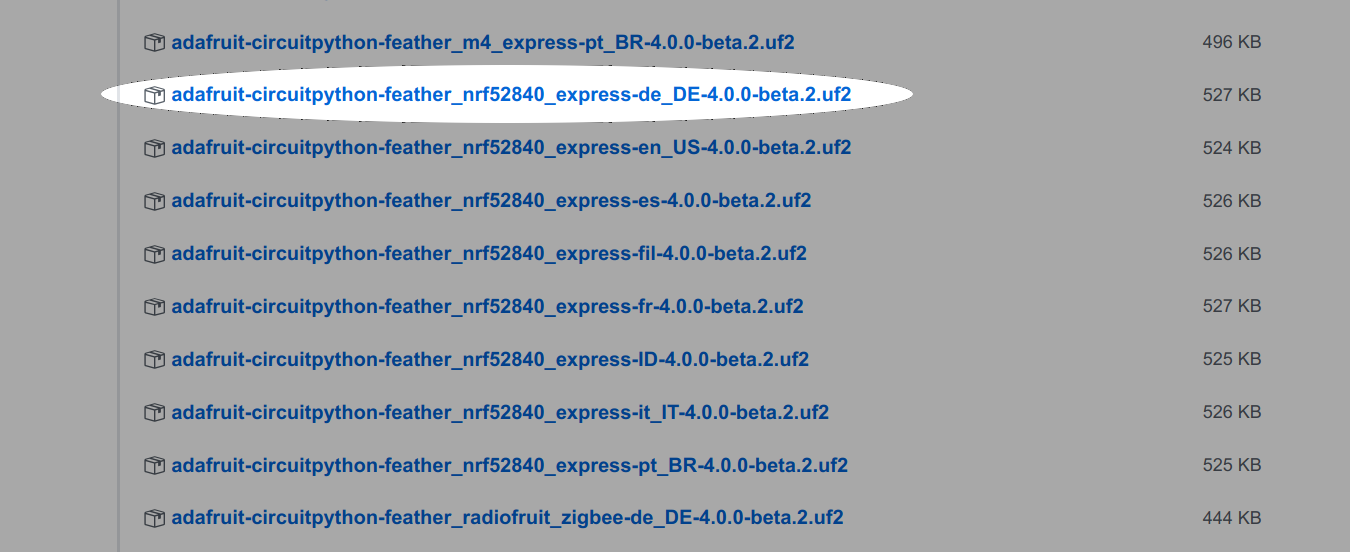 adafruit-circuitpython-feather_m4_express-pt_BR-4.0.0-beta.2.uf2 496 KB
adafruit-circuitpython-feather_nrf52840_express-de_DE-4.0.0-beta.2.uf2 527 KB
adafruit-circuitpython-feather_nrf52840_express-en_US-4.0.0-beta.2.uf2 524 KB
adafruit-circuitpython-feather_nrf52840_express-es-4.0.0-beta.2.uf2 526 KB
adafruit-circuitpython-feather_nrf52840_express-fil-4.0.0-beta.2.uf2 526 KB
adafruit-circuitpython-feather_nrf52840_express-fr-4.0.0-beta.2.uf2 527 KB
adafruit-circuitpython-feather_nrf52840_express-ID-4.0.0-beta.2.uf2 525 KB
adafruit-circuitpython-feather_nrf52840_express-it_IT-4.0.0-beta.2.uf2 526 KB
adafruit-circuitpython-feather_nrf52840_express-pt_BR-4.0.0-beta.2.uf2 525 KB
adafruit-circuitpython-feather_radiofruit_zigbee-de_DE-4.0.0-beta.2.uf2 444 KB